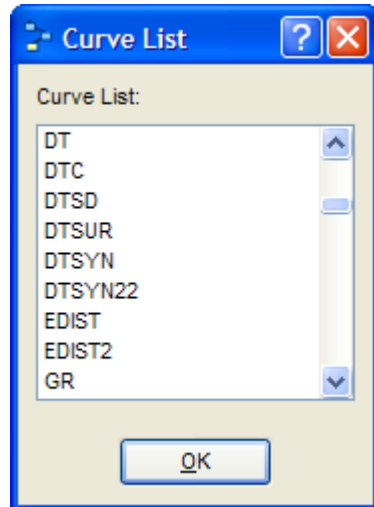 Curve List
Curve List:
DT
DTC
DTSD
DTSUR
DTSYN
DTSYN22
EDIST
EDIST2
GR
OK